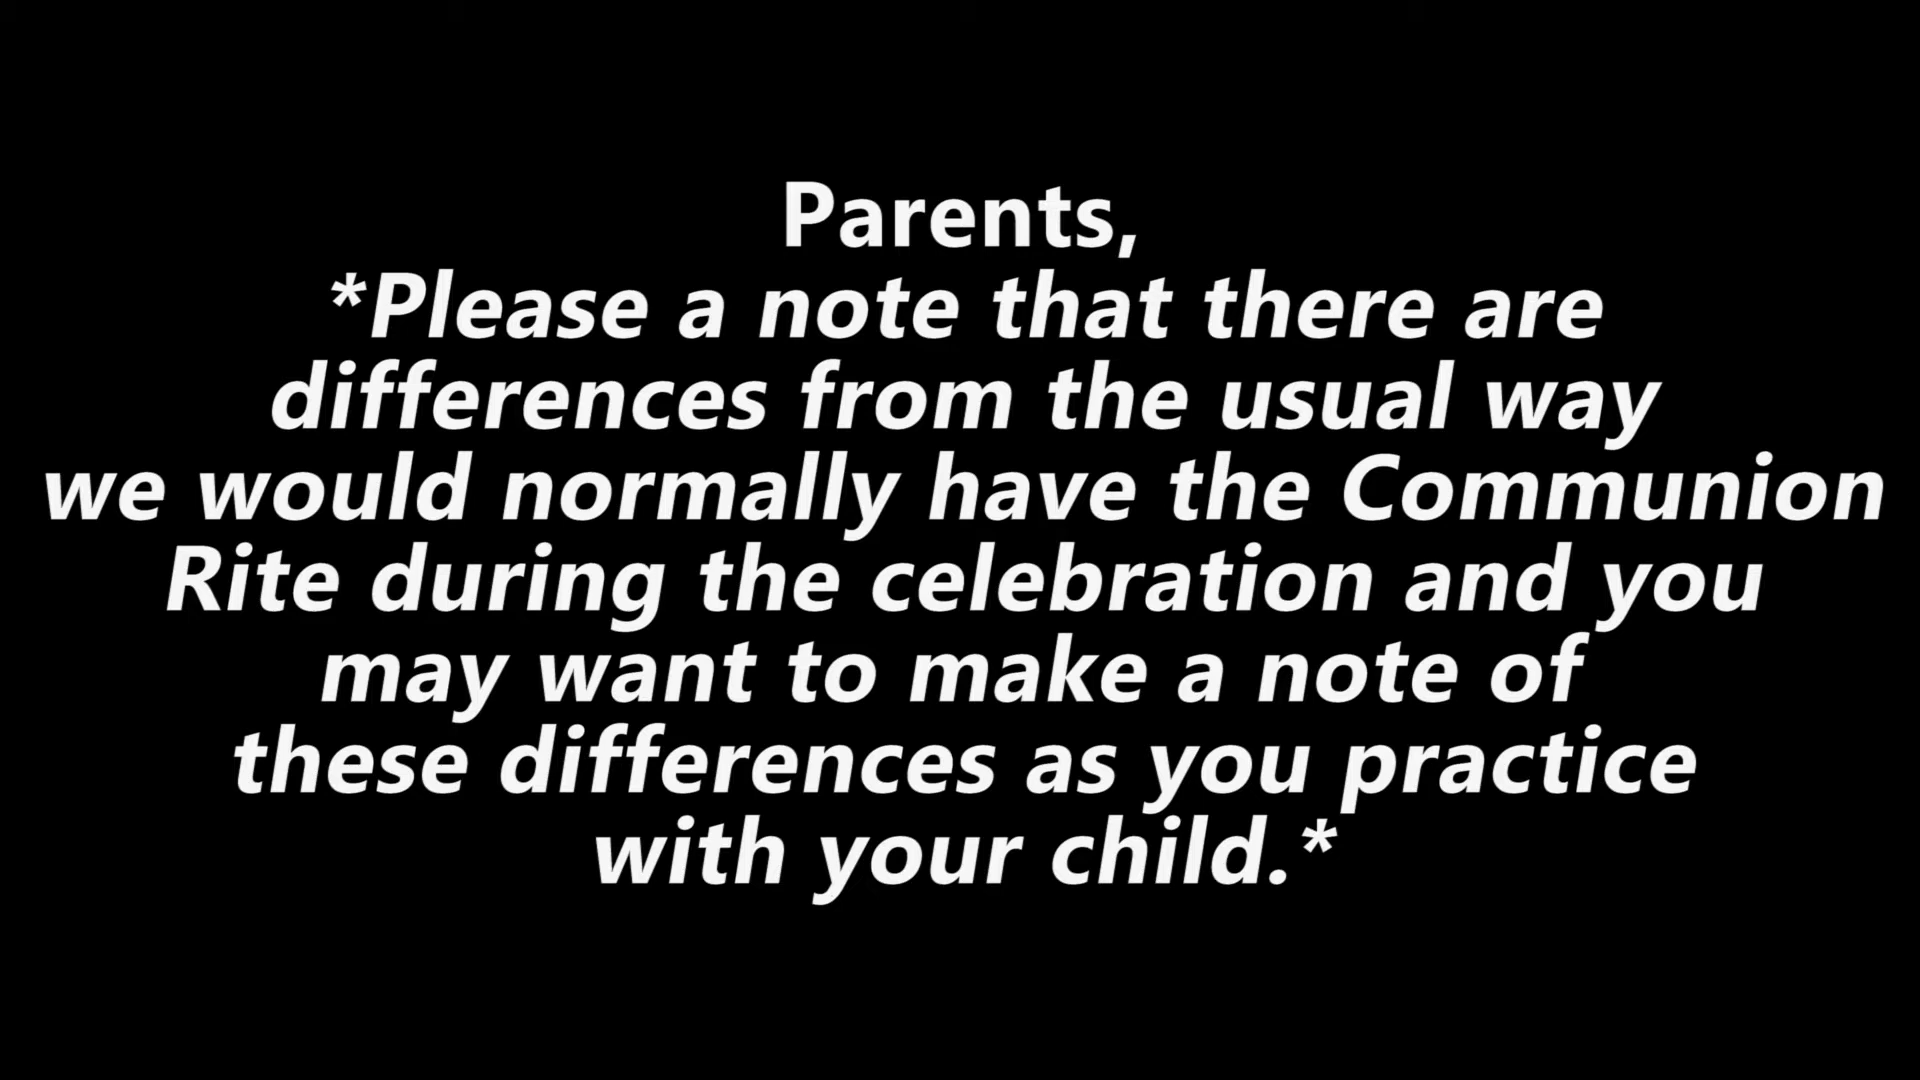 Parents,
*Please a note that there are
differences from the usual way
we would normally have the Communion
Rite during the celebration and you
may want to make a note of
these differences as you practice
with your child.*